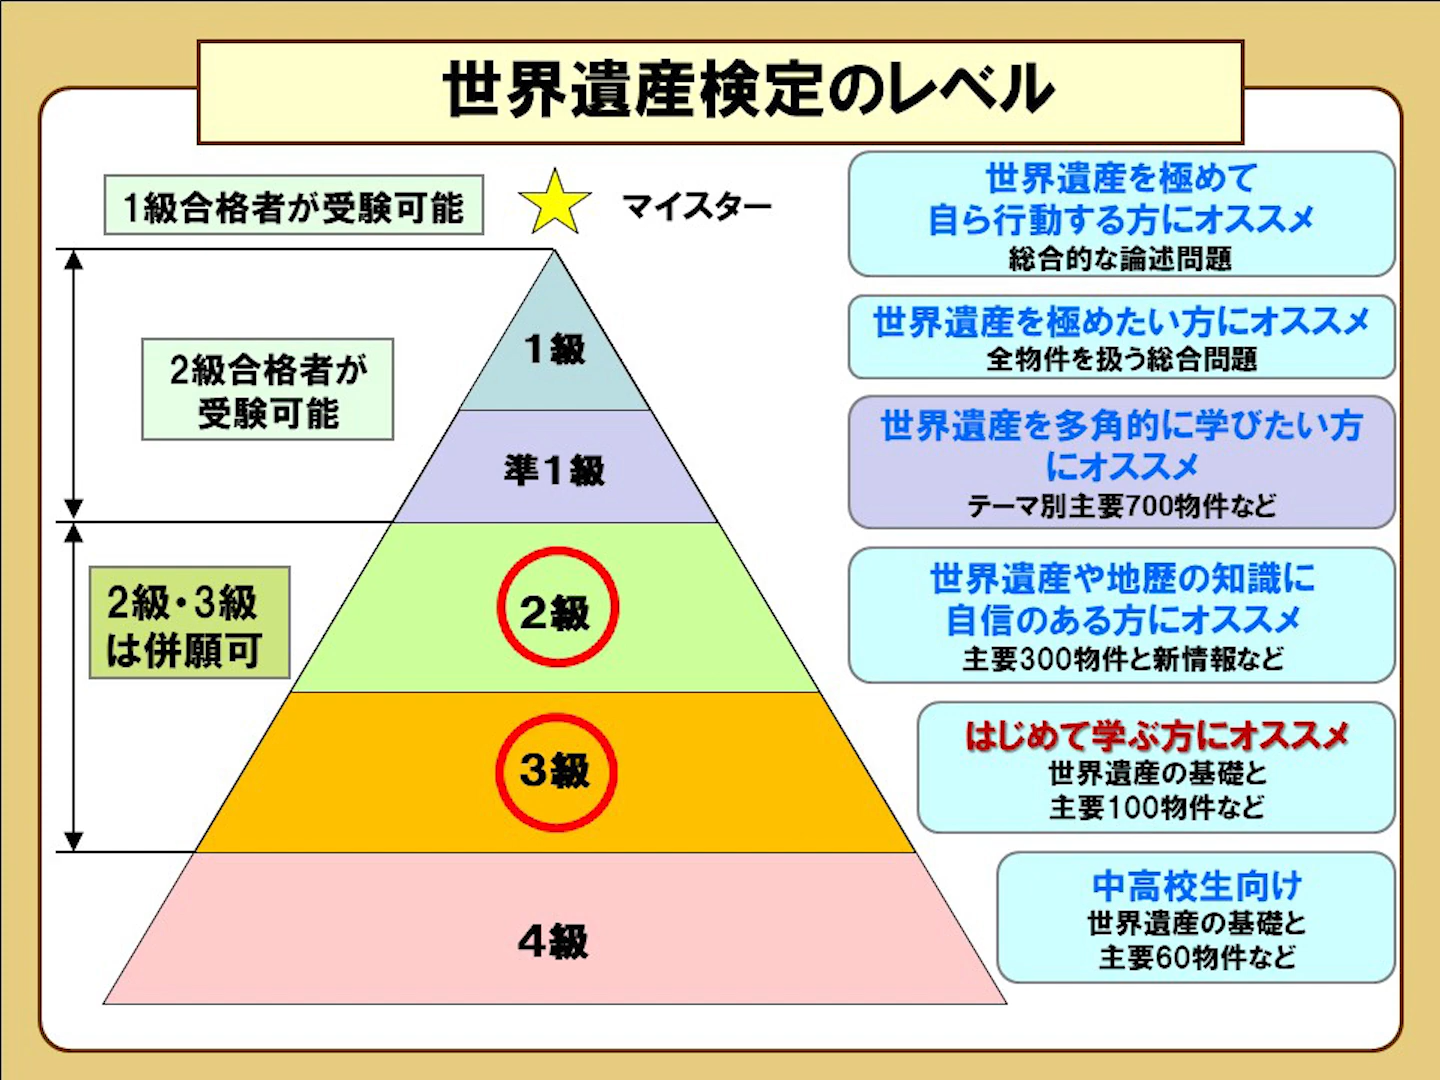 世界遺産検定のレベル
1級合格者が受験可能
マイスター
世界遺産を極めて
自ら行動する方にオススメ
総合的な論述問題
1級
世界遺産を極めたい方にオススメ
全物件を扱う総合問題
2級合格者が
受験可能
準1級
世界遺産を多角的に学びたい方
にオススメ
テーマ別主要700物件など
2級・3級
は併願可
2級
世界遺産や地歴の知識に
自信のある方にオススメ
主要300物件と新情報など
3級
はじめて学ぶ方にオススメ
世界遺産の基礎と
主要100物件など
4級
中高校生向け
世界遺産の基礎と
主要60物件など